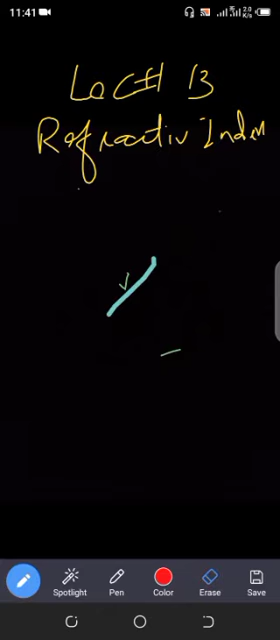 11:41
Lec# 13
Refractiv Index
Spotlight
Pen
Color
Erase
Save